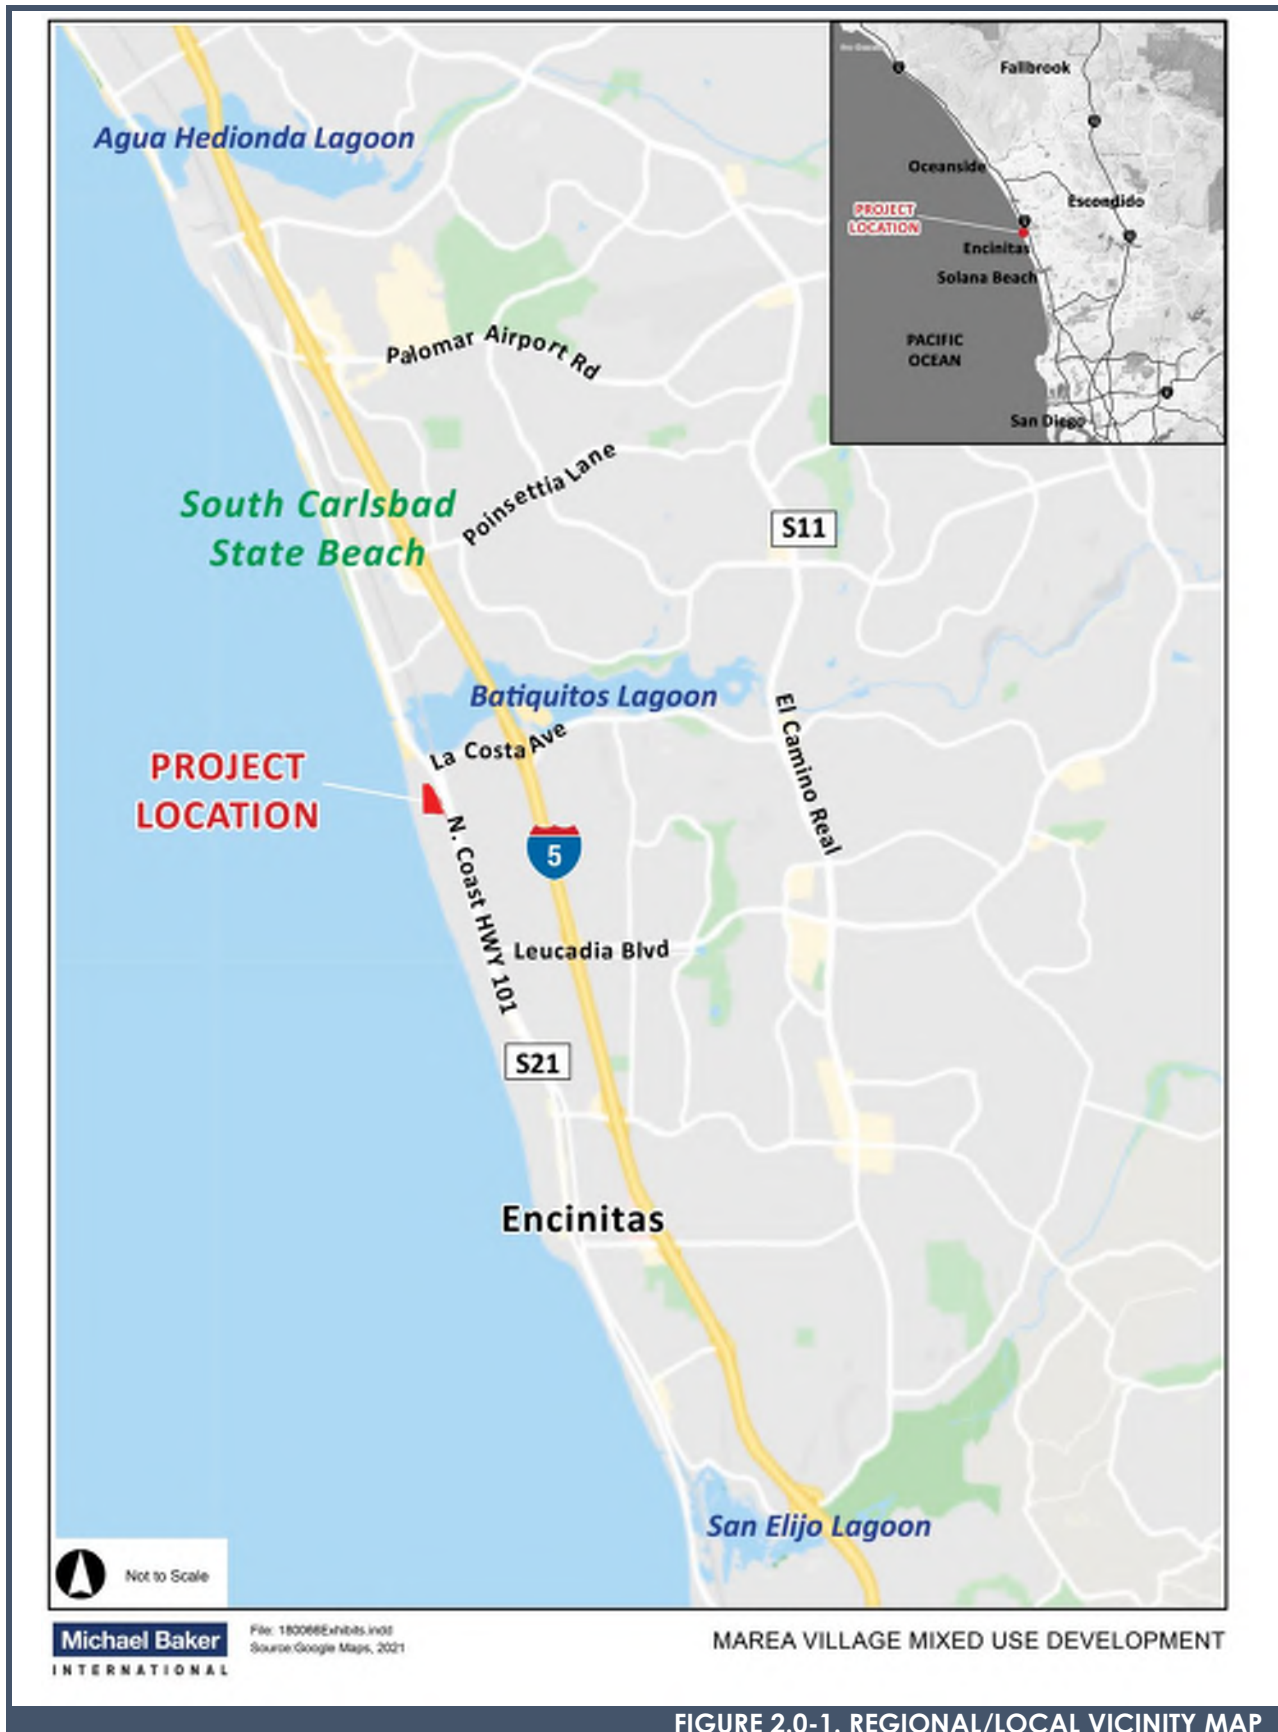 Agua Hedionda Lagoon
Fallbrook
Oceanside
Escondido
PROJECT
LOCATION
5
Encinitas
Solana Beach
PACIFIC
OCEAN
San Diego
Palomar Airport Rd
Poinsettia Lane
South Carlsbad
State Beach
S11
Batiquitos Lagoon
La Costa Ave
El Camino Real
PROJECT
LOCATION
N. Coast HWY 101
5
Leucadia Blvd
S21
Encinitas
San Elijo Lagoon
Not to Scale
Michael Baker
INTERNATIONAL
File: 180066Exhibits.indd
Source:Google Maps, 2021
MAREA VILLAGE MIXED USE DEVELOPMENT
FIGURE 2.0-1. REGIONAL/LOCAL VICINITY MAP